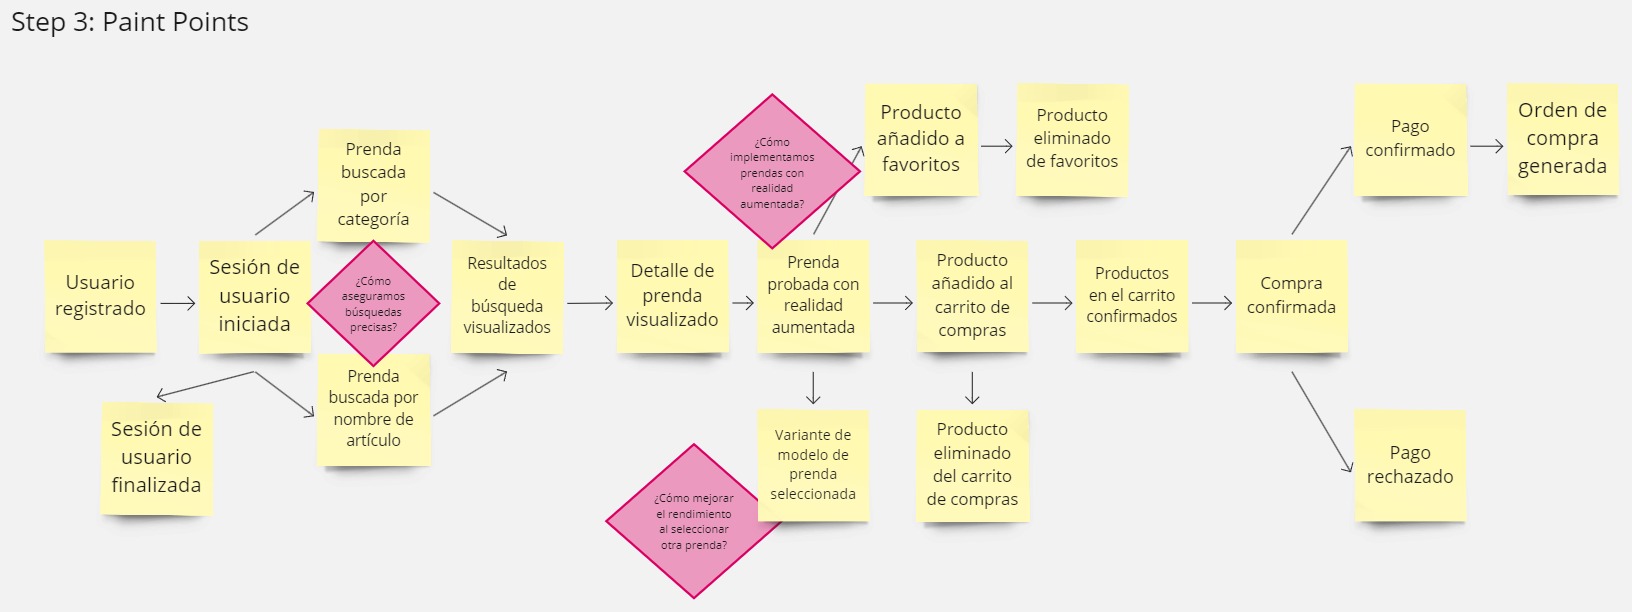 Step 3: Paint Points
Usuario
registrado
Sesión de
usuario
iniciada
Sesión de
usuario
finalizada
Prenda
buscada
por
categoría
¿Cómo
aseguramos
búsquedas
precisas?
Prenda
buscada por
nombre de
artículo
Resultados
de
búsqueda
visualizados
Detalle de
prenda
visualizado
¿Cómo
implementamos
prendas con
realidad
aumentada?
Prenda
probada con
realidad
aumentada
¿Cómo mejorar
el rendimiento
al seleccionar
otra prenda?
Variante de
modelo de
prenda
seleccionada
Producto
añadido a
favoritos
Producto
eliminado
de favoritos
Producto
añadido al
carrito de
compras
Producto
eliminado
del carrito
de compras
Productos
en el carrito
confirmados
Compra
confirmada
Pago
confirmado
Orden de
compra
generada
Pago
rechazado